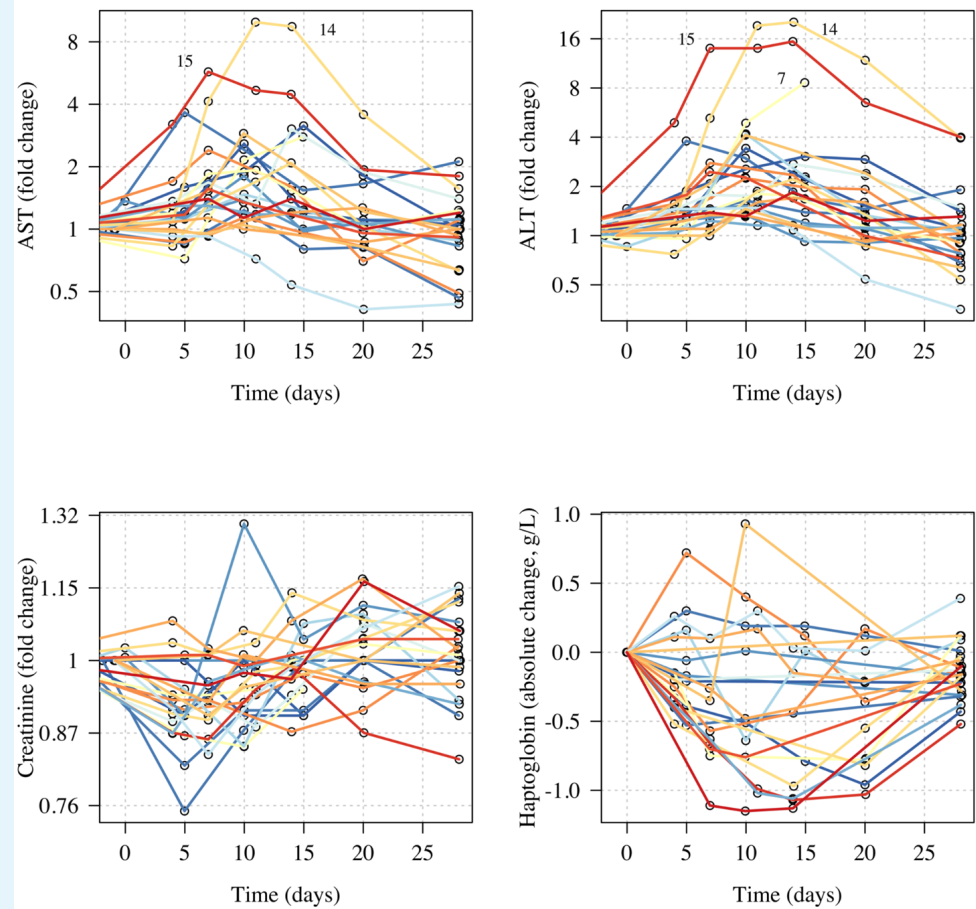 AST (fold change)
8
4
2
1
0.5
15
14
0 5 10 15 20 25
Time (days)
ALT (fold change)
16
8
4
2
1
0.5
15
14
7
0 5 10 15 20 25
Time (days)
Creatinine (fold change)
1.32
1.15
1
0.87
0.76
0 5 10 15 20 25
Time (days)
Haptoglobin (absolute change, g/L)
1.0
0.5
0.0
-0.5
-1.0
0 5 10 15 20 25
Time (days)